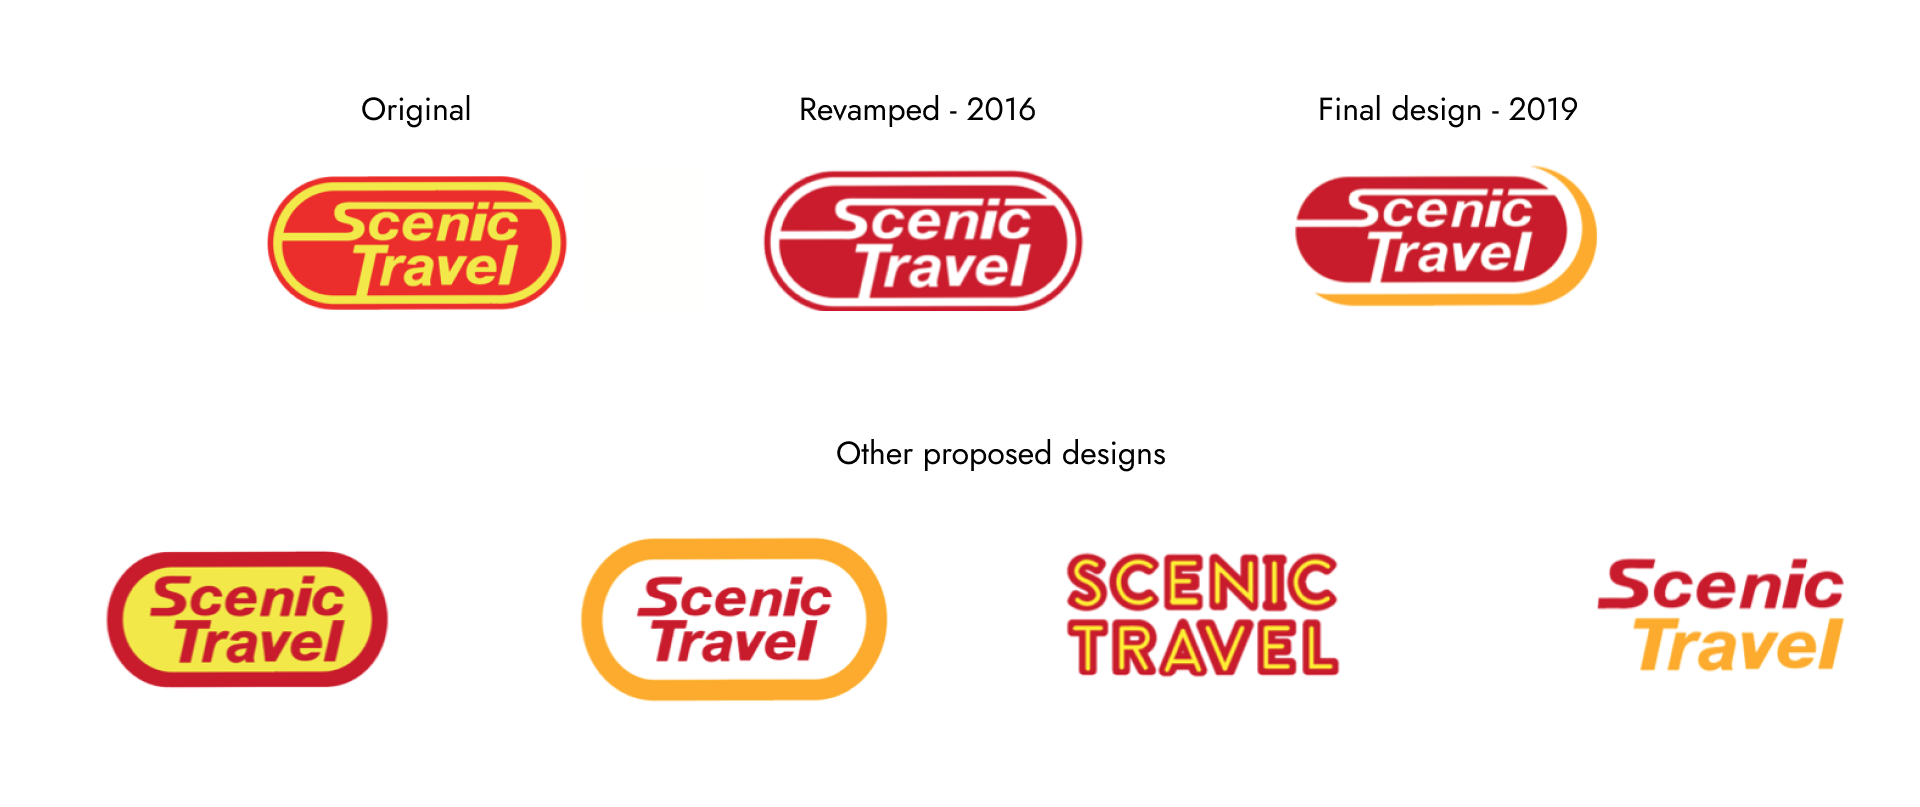 Original
Revamped - 2016
Final design - 2019
Scenic
Travel
Scenic
Travel
Scenic
Travel
Other proposed designs
Scenic
Travel
Scenic
Travel
SCENIC
TRAVEL
Scenic
Travel